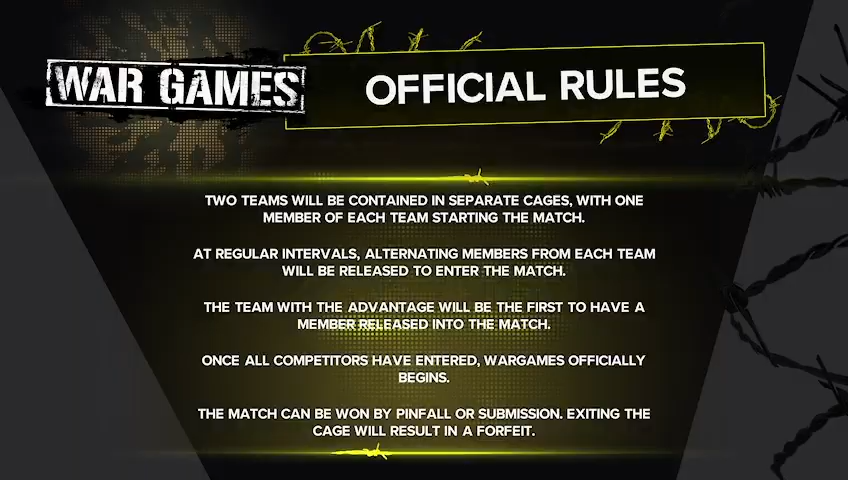 WAR GAMES
OFFICIAL RULES
TWO TEAMS WILL BE CONTAINED IN SEPARATE CAGES, WITH ONE
MEMBER OF EACH TEAM STARTING THE MATCH.
AT REGULAR INTERVALS, ALTERNATING MEMBERS FROM EACH TEAM
WILL BE RELEASED TO ENTER THE MATCH.
THE TEAM WITH THE ADVANTAGE WILL BE THE FIRST TO HAVE A
MEMBER RELEASED INTO THE MATCH.
ONCE ALL COMPETITORS HAVE ENTERED, WARGAMES OFFICIALLY
BEGINS.
THE MATCH CAN BE WON BY PINFALL OR SUBMISSION. EXITING THE
CAGE WILL RESULT IN A FORFEIT.